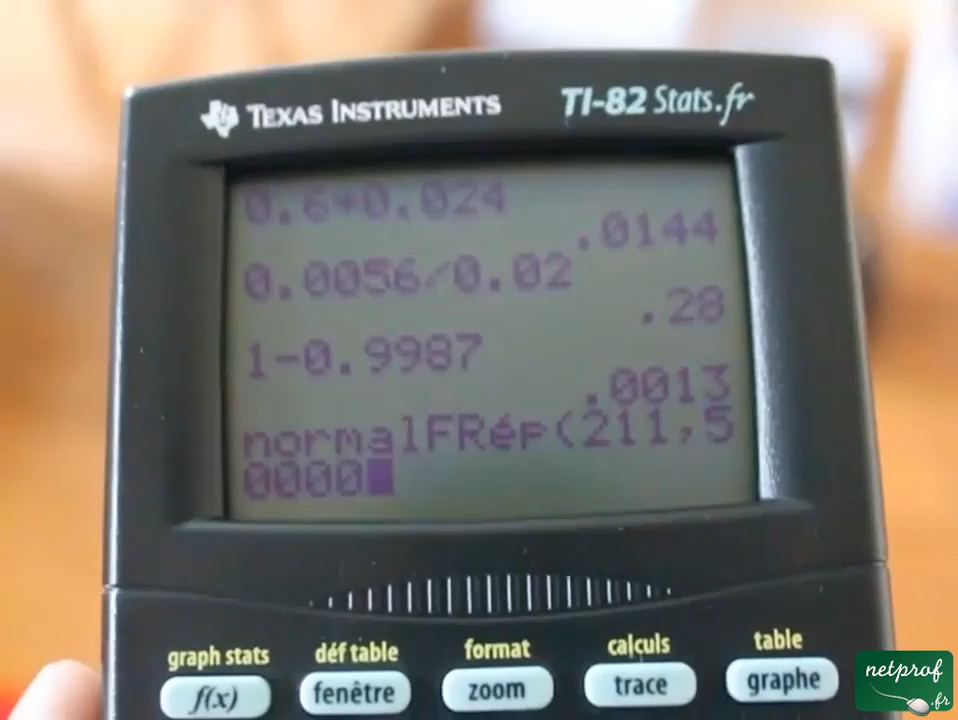 TEXAS INSTRUMENTS
TI-82 Stats.fr
0.6*0.024
.0144
0.0056/0.02
.28
1-0.9987
.0013
normalFRép(211,5
0000
graph stats
déf table
format
calculs
table
f(x)
fenêtre
zoom
trace
graphe
netprof
.fr